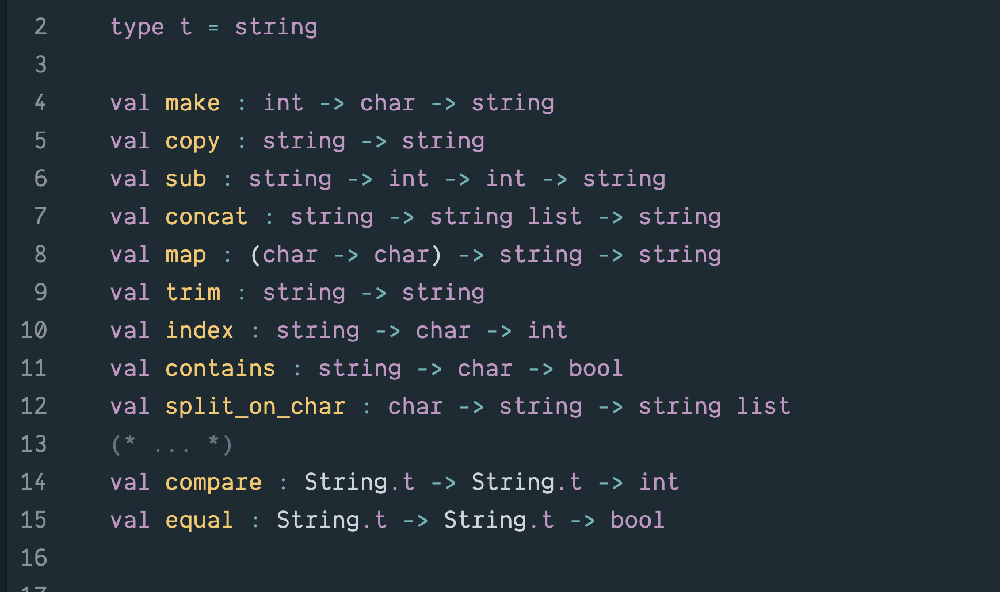 2 type t = string
3
4 val make : int -> char -> string
5 val copy : string -> string
6 val sub : string -> int -> int -> string
7 val concat : string -> string list -> string
8 val map : (char -> char) -> string -> string
9 val trim : string -> string
10 val index : string -> char -> int
11 val contains : string -> char -> bool
12 val split_on_char : char -> string -> string list
13 (* ... *)
14 val compare : String.t -> String.t -> int
15 val equal : String.t -> String.t -> bool
16
17